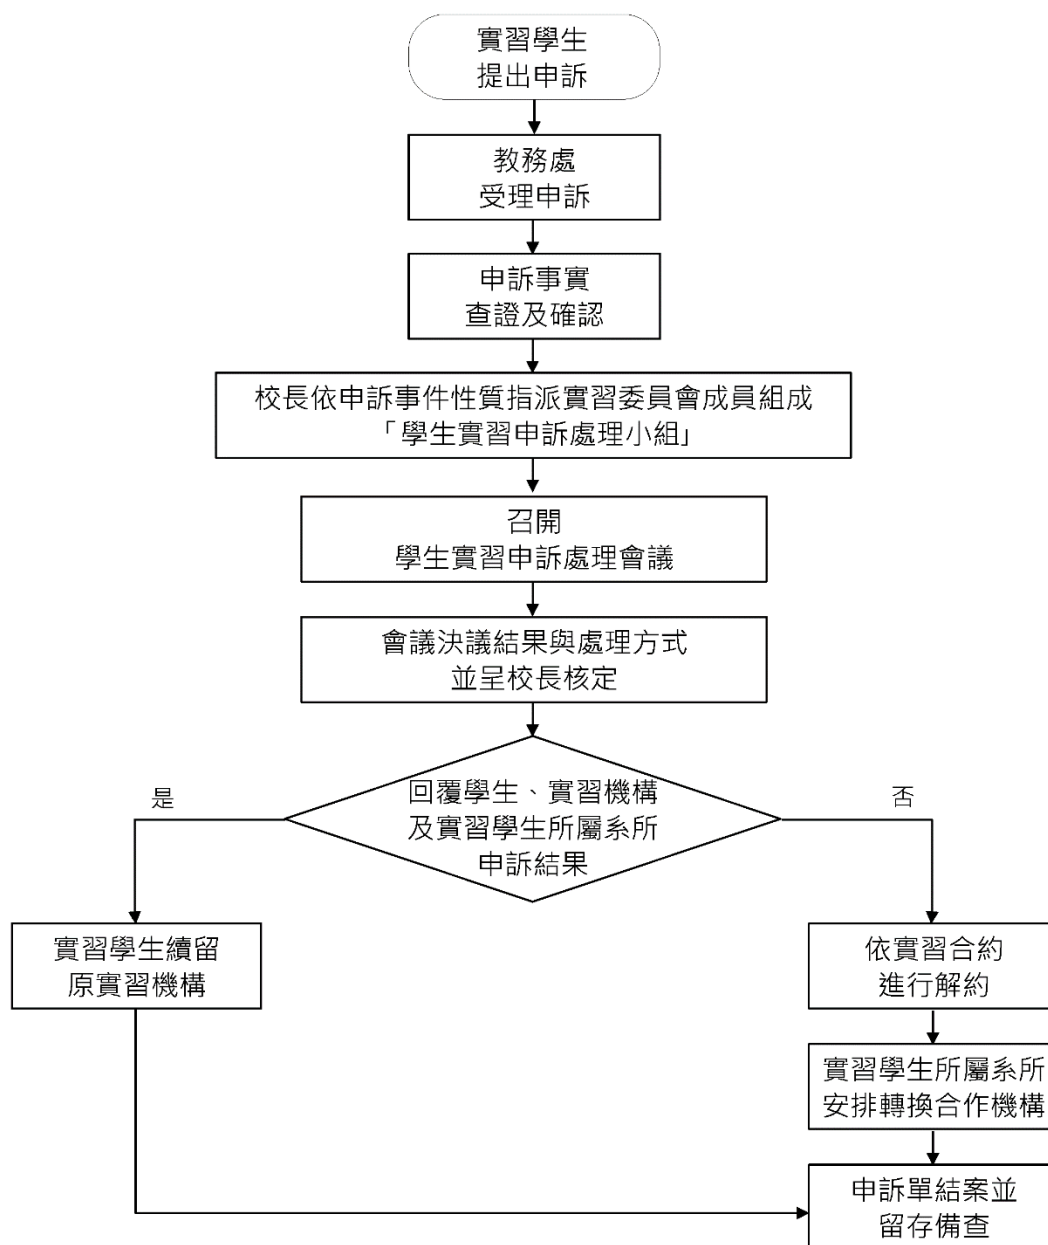 實習學生
提出申訴
教務處
受理申訴
申訴事實
查證及確認
校長依申訴事件性質指派實習委員會成員組成
「學生實習申訴處理小組」
召開
學生實習申訴處理會議
會議決議結果與處理方式
並呈校長核定
回覆學生、實習機構
及實習學生所屬系所
申訴結果
是
否
實習學生續留
原實習機構
依實習合約
進行解約
實習學生所屬系所
安排轉換合作機構
申訴單結案並
留存備查